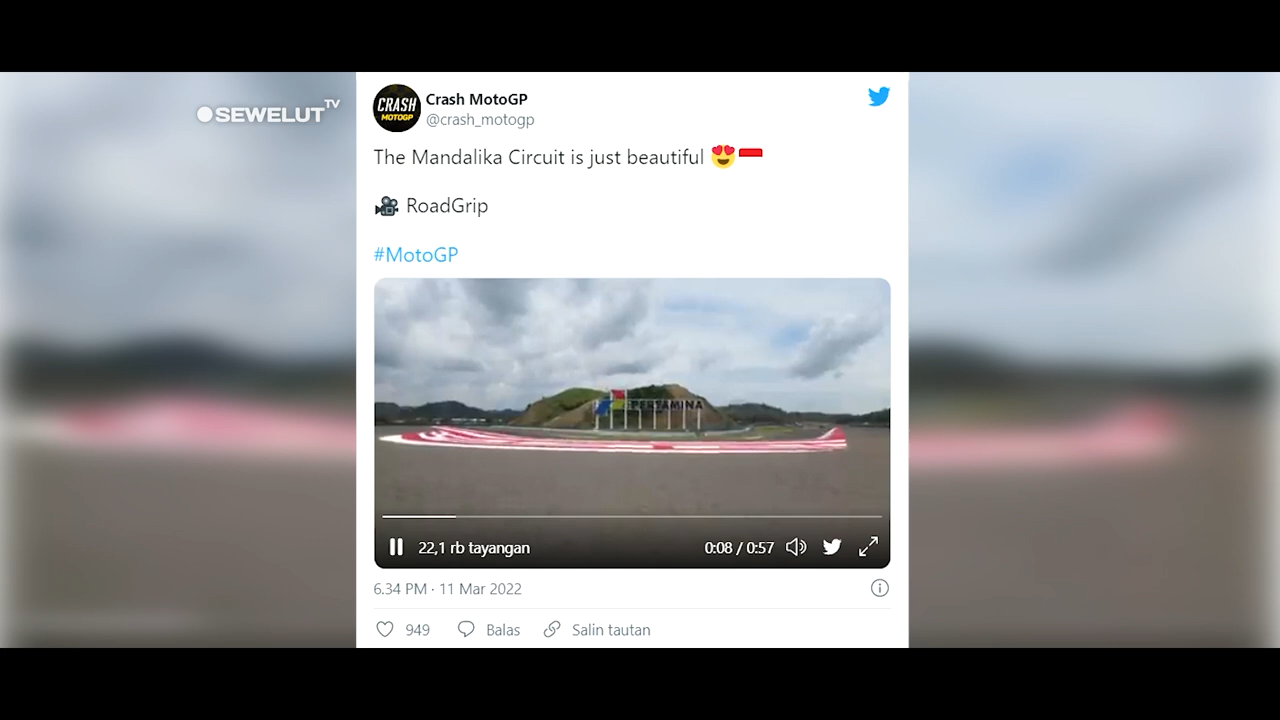 SEWELUT TV
CRASH
MOTOGP
Crash MotoGP
@crash_motogp
The Mandalika Circuit is just beautiful 😍🇮🇩
🎥 RoadGrip
#MotoGP
PERTAMINA
22,1 rb tayangan
0:08 / 0:57
6.34 PM · 11 Mar 2022
949 Balas Salin tautan